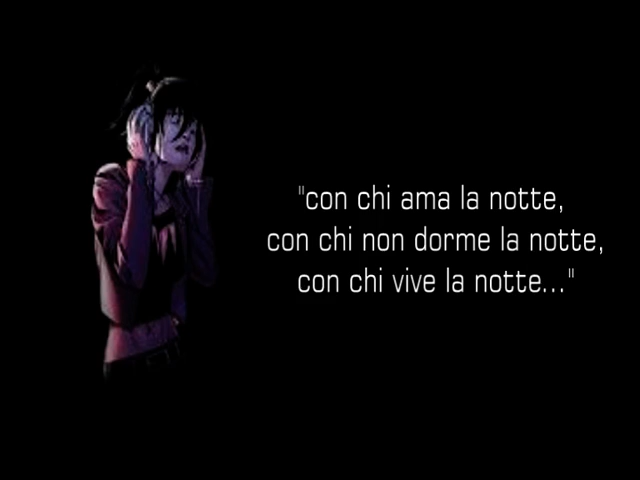 "con chi ama la notte,
con chi non dorme la notte,
con chi vive la notte..."